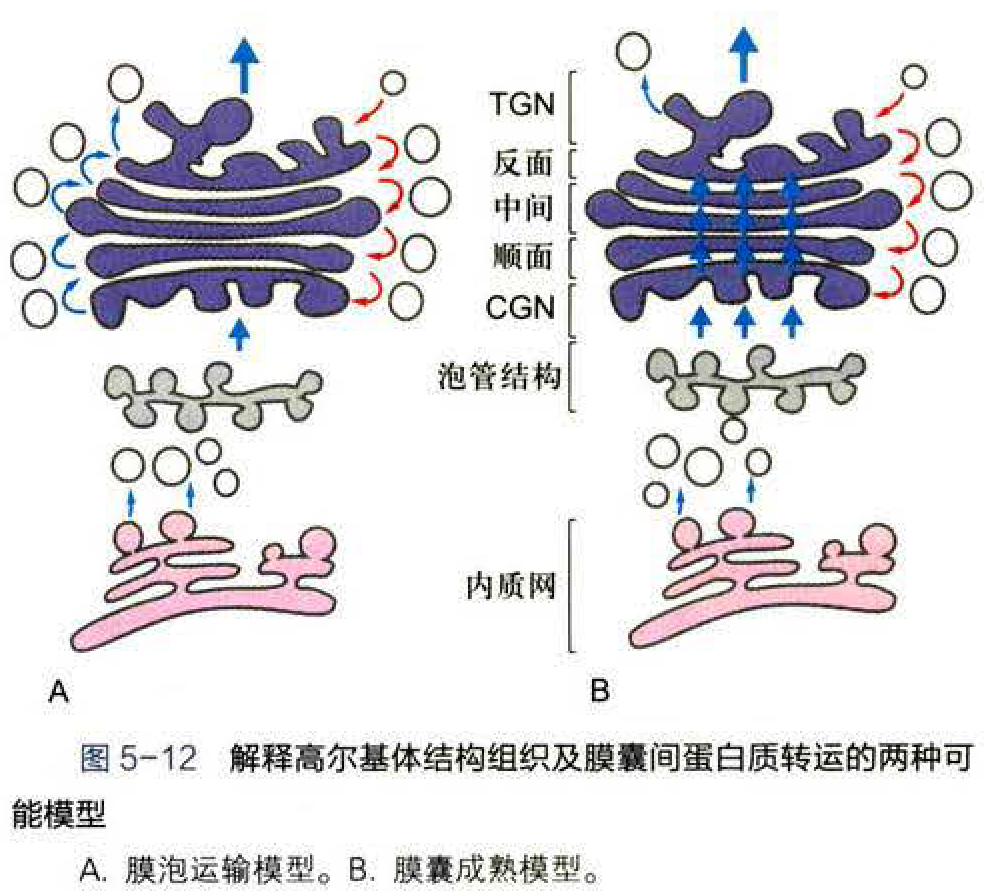 TGN
反面
中间
顺面
CGN
泡管结构
内质网
A
B
图 5-12 解释高尔基体结构组织及膜囊间蛋白质转运的两种可
能模型
A. 膜泡运输模型。B. 膜囊成熟模型。